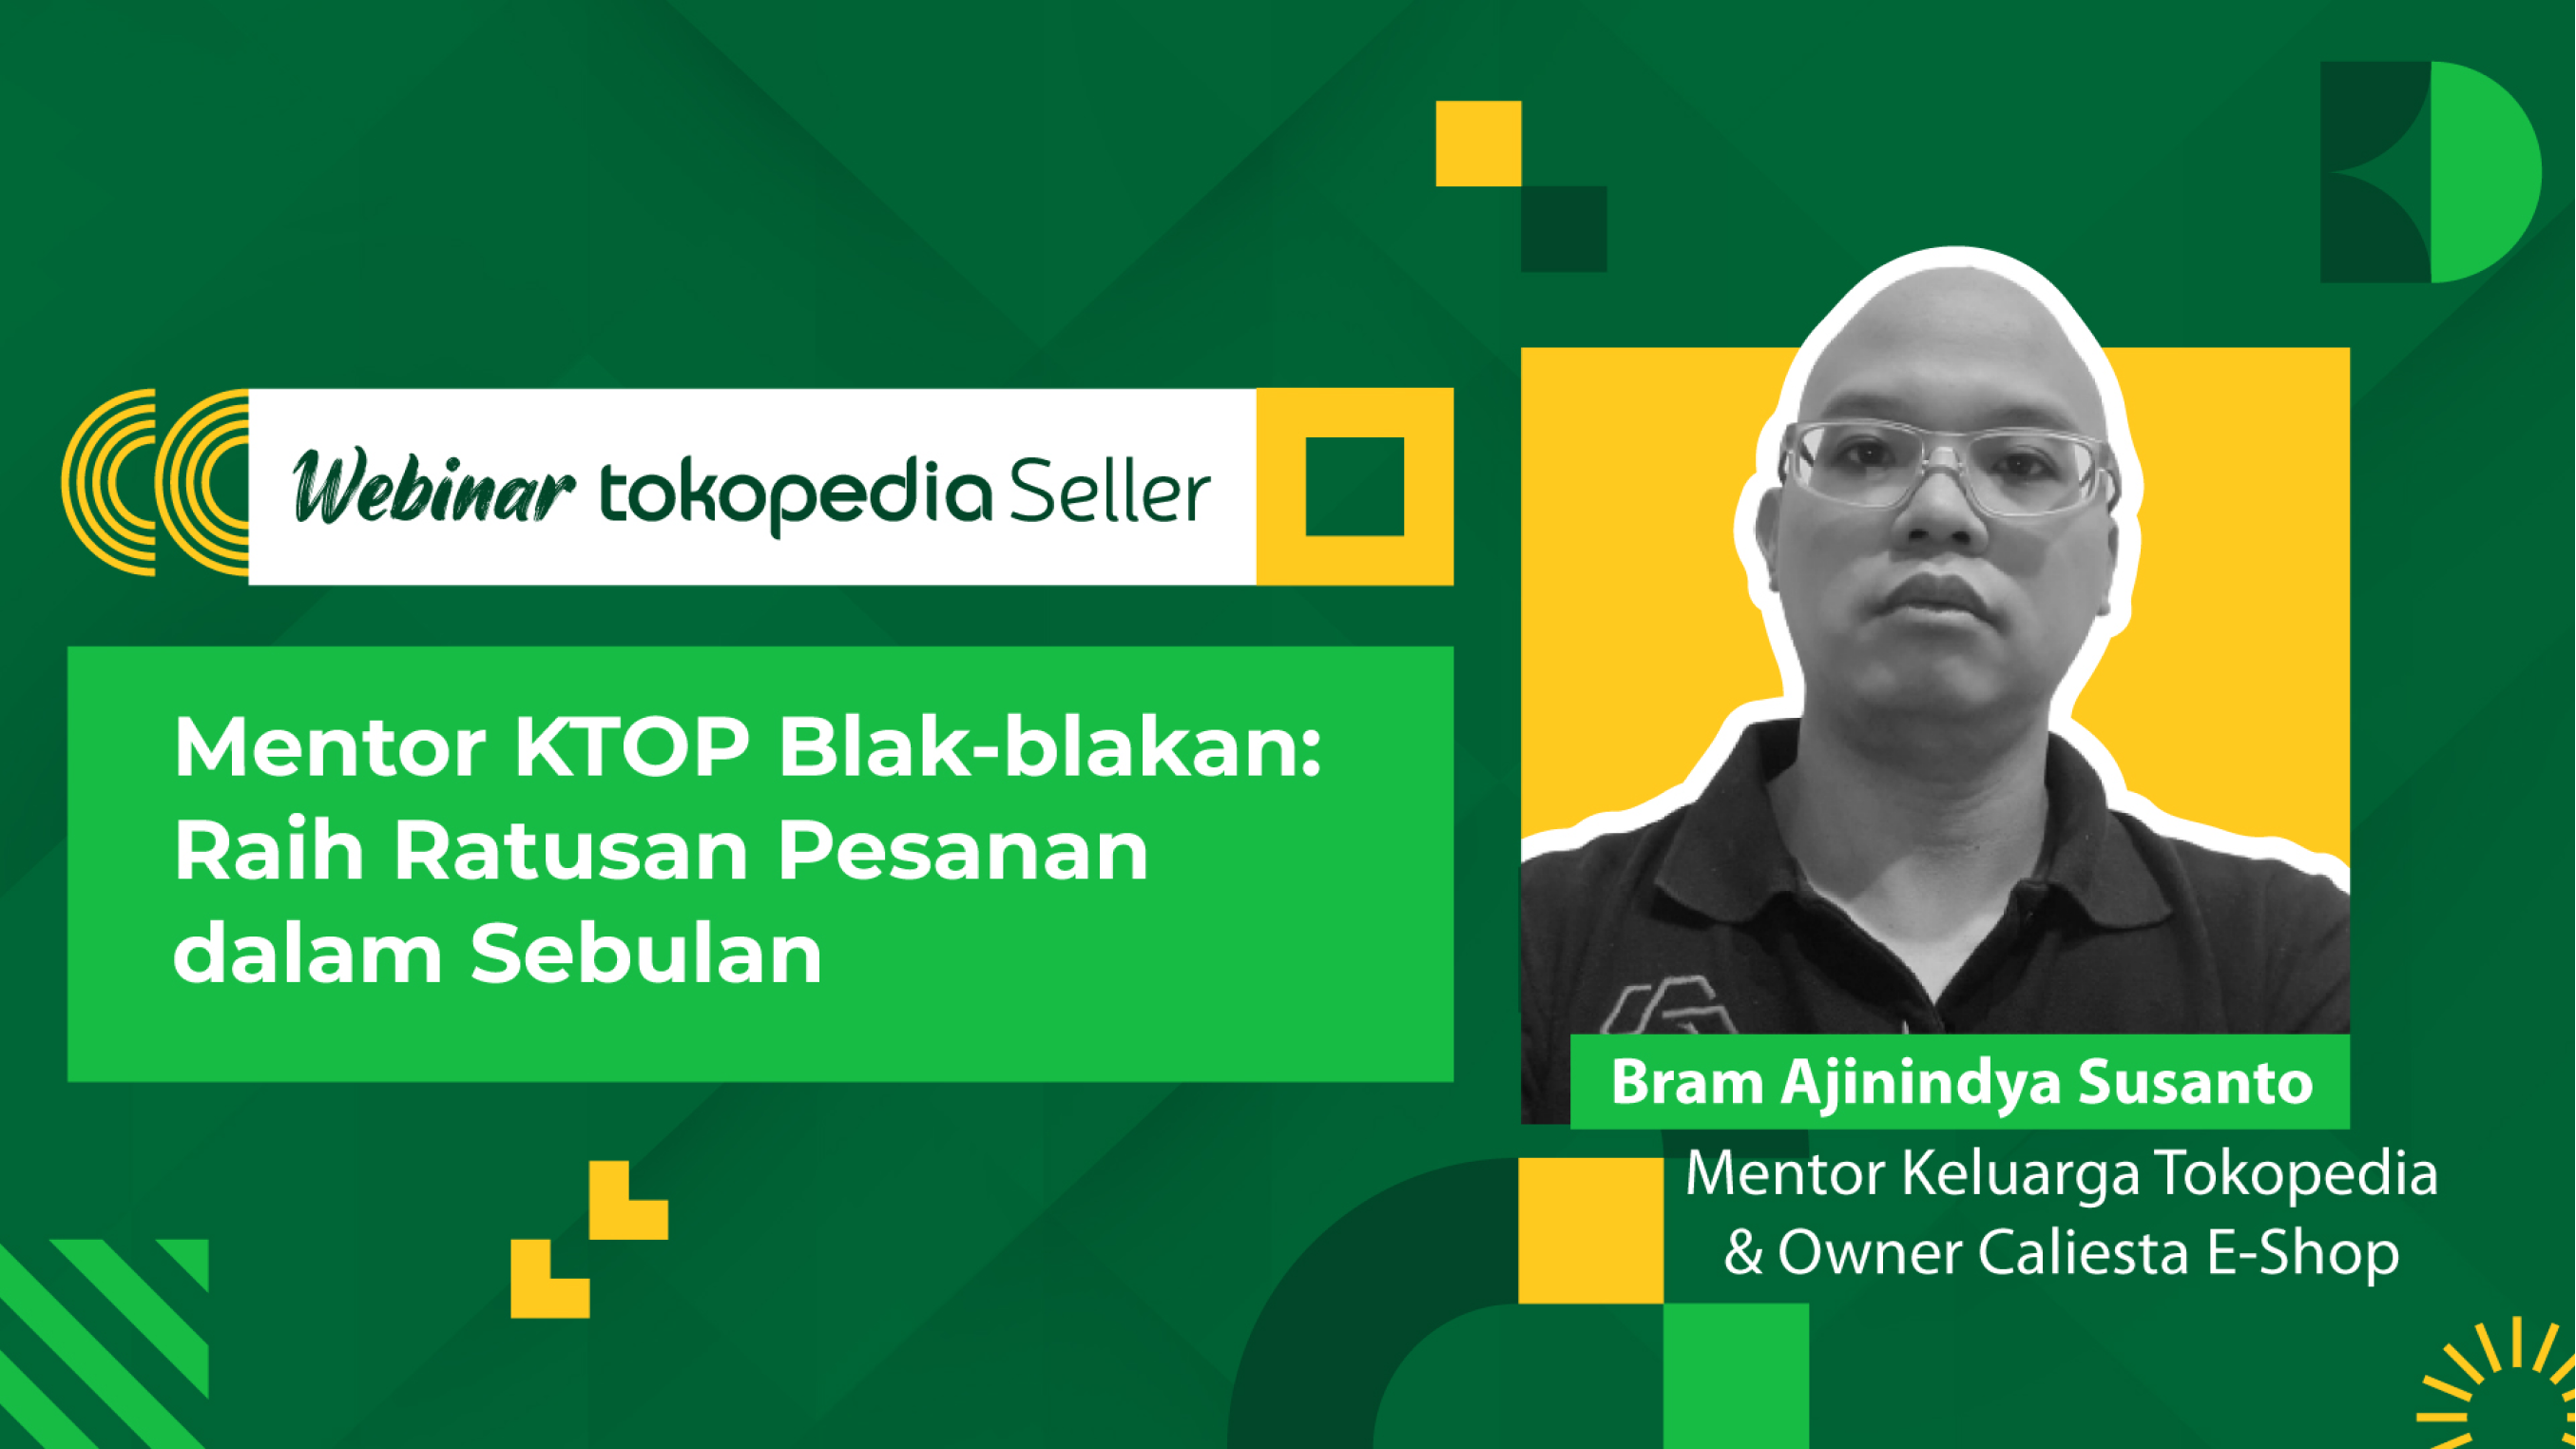 Webinar tokopedia Seller
Mentor KTOP Blak-blakan:
Raih Ratusan Pesanan
dalam Sebulan
Bram Ajinindya Susanto
Mentor Keluarga Tokopedia
& Owner Caliesta E-Shop